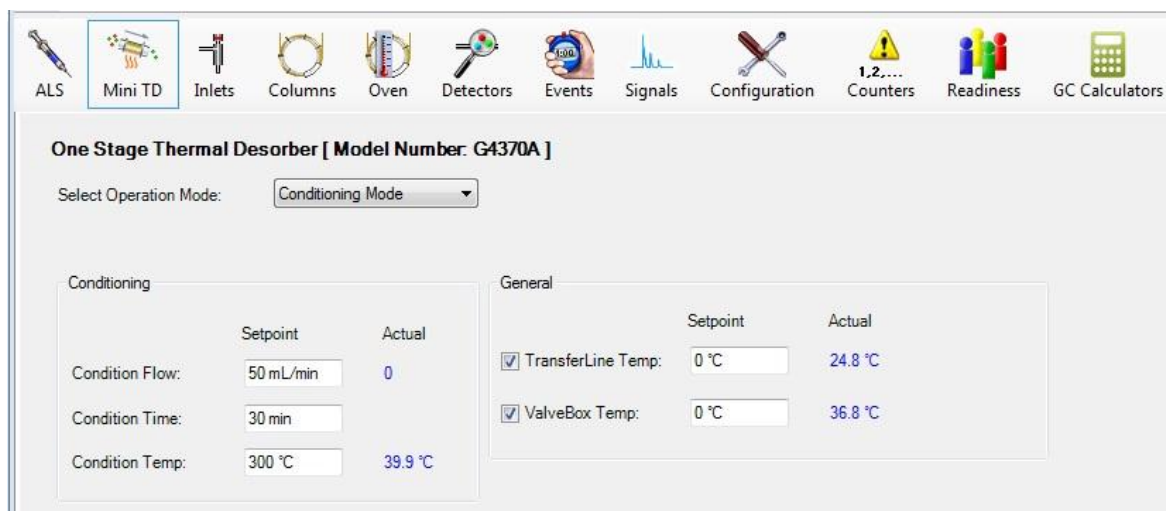 ALS Mini TD Inlets Columns Oven Detectors Events Signals Configuration 1,2,... Counters Readiness GC Calculators
One Stage Thermal Desorber [ Model Number: G4370A ]
Select Operation Mode: Conditioning Mode
Conditioning
Setpoint Actual
Condition Flow: 50 mL/min 0
Condition Time: 30 min
Condition Temp: 300 °C 39.9 °C
General
Setpoint Actual
TransferLine Temp: 0 °C 24.8 °C
ValveBox Temp: 0 °C 36.8 °C